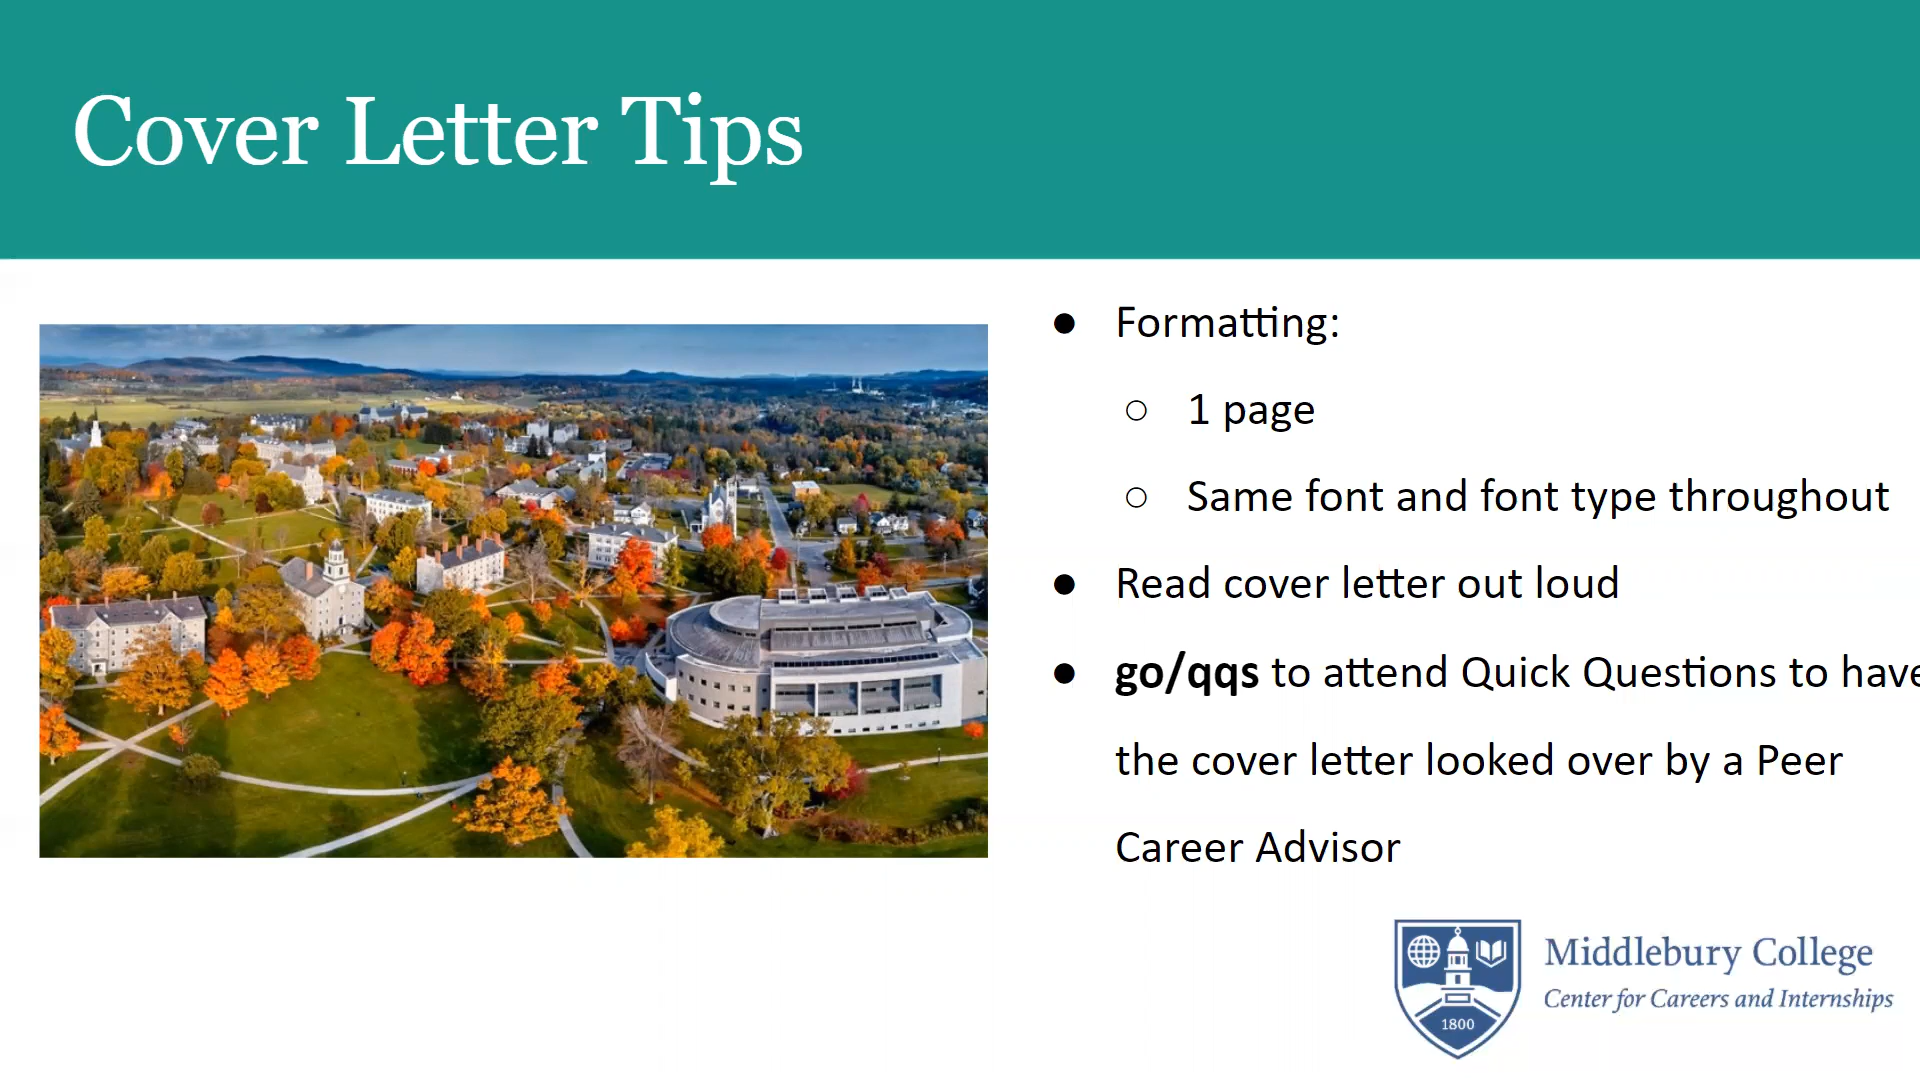 Cover Letter Tips
● Formatting:
○ 1 page
○ Same font and font type throughout
● Read cover letter out loud
● go/qqs to attend Quick Questions to have
the cover letter looked over by a Peer
Career Advisor
Middlebury College
Center for Careers and Internships
1800